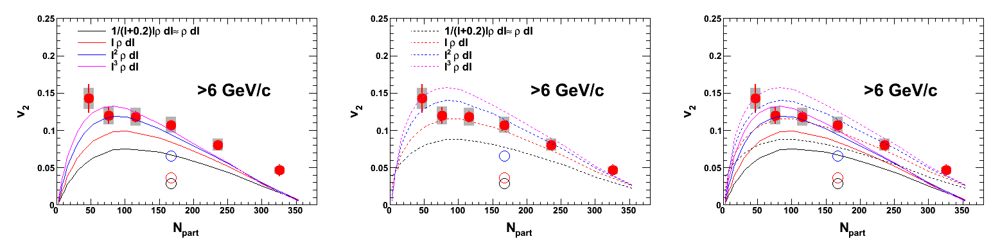 0.25
0.2
0.15
0.1
0.05
0
v2
1/(l+0.2)lρ dl≈ ρ dl
l ρ dl
l² ρ dl
l³ ρ dl
>6 GeV/c
0 50 100 150 200 250 300 350
Npart
0.25
0.2
0.15
0.1
0.05
0
v2
1/(l+0.2)lρ dl≈ ρ dl
l ρ dl
l² ρ dl
l³ ρ dl
>6 GeV/c
0 50 100 150 200 250 300 350
Npart
0.25
0.2
0.15
0.1
0.05
0
v2
>6 GeV/c
0 50 100 150 200 250 300 350
Npart